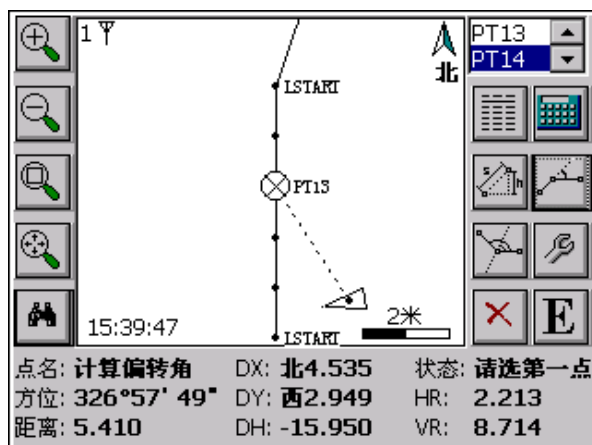 1
北
PT13
PT14
LSTART
PT13
s
h
15:39:47
2米
LSTART
E
点名: 计算偏转角 DX: 北4.535 状态: 请选第一点
方位: 326°57' 49" DY: 西2.949 HR: 2.213
距离: 5.410 DH: -15.950 VR: 8.714